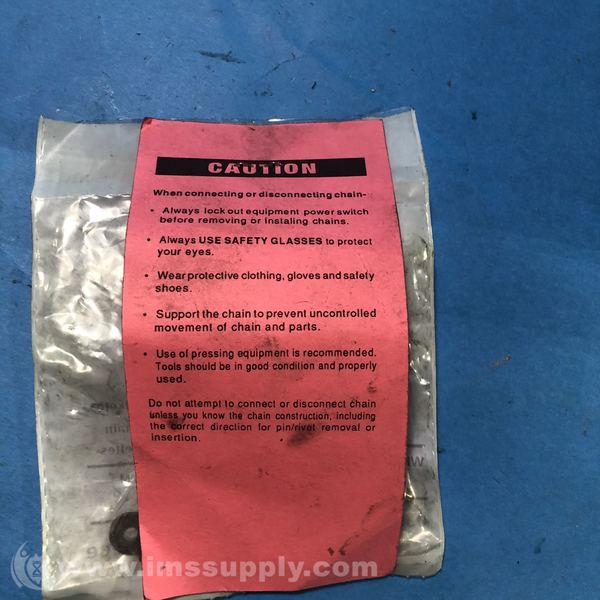 CAUTION
When connecting or disconnecting chain-
• Always lock out equipment power switch
before removing or instaling chains.
• Always USE SAFETY GLASSES to protect
your eyes.
• Wear protective clothing, gloves and safety
shoes.
• Support the chain to prevent uncontrolled
movement of chain and parts.
• Use of pressing equipment is recommended.
Tools should be in good condition and properly
used.
Do not attempt to connect or disconnect chain
unless you know the chain construction, including
the correct direction for pin/rivet removal or
insertion.
www.imssupply.com